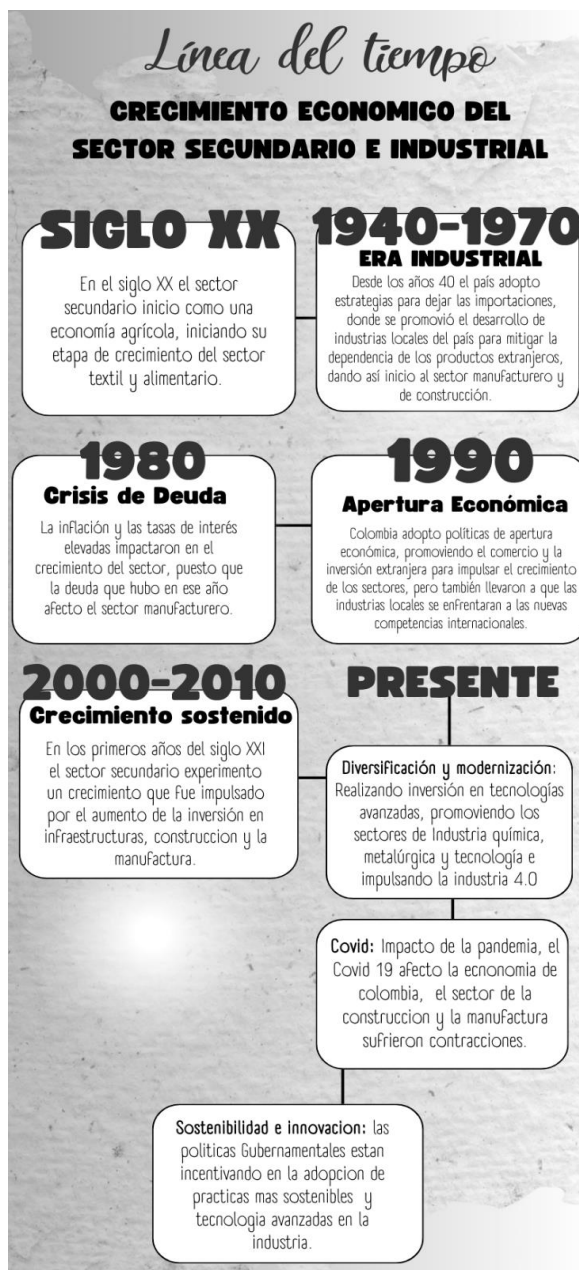 Línea del tiempo
CRECIMIENTO ECONOMICO DEL
SECTOR SECUNDARIO E INDUSTRIAL
SIGLO XX
En el siglo XX el sector
secundario inicio como una
economía agrícola, iniciando su
etapa de crecimiento del sector
textil y alimentario.
1940-1970
ERA INDUSTRIAL
Desde los años 40 el país adopto
estrategias para dejar las importaciones,
donde se promovió el desarrollo de
industrias locales del país para mitigar la
dependencia de los productos extranjeros,
dando así inicio al sector manufacturero y
de construcción.
1980
Crisis de Deuda
La inflación y las tasas de interés
elevadas impactaron en el
crecimiento del sector, puesto que
la deuda que hubo en ese año
afecto el sector manufacturero.
1990
Apertura Económica
Colombia adopto políticas de apertura
económica, promoviendo el comercio y la
inversión extranjera para impulsar el crecimiento
de los sectores, pero también llevaron a que las
industrias locales se enfrentaran a las nuevas
competencias internacionales.
2000-2010
Crecimiento sostenido
En los primeros años del siglo XXI
el sector secundario experimento
un crecimiento que fue impulsado
por el aumento de la inversión en
infraestructuras, construccion y la
manufactura.
PRESENTE
Diversificación y modernización:
Realizando inversión en tecnologías
avanzadas, promoviendo los
sectores de Industria química,
metalúrgica y tecnología e
impulsando la industria 4.0
Covid: Impacto de la pandemia, el
Covid 19 afecto la ecnonomia de
colombia, el sector de la
construccion y la manufactura
sufrieron contracciones.
Sostenibilidad e innovacion: las
politicas Gubernamentales estan
incentivando en la adopcion de
practicas mas sostenibles y
tecnologia avanzadas en la
industria.